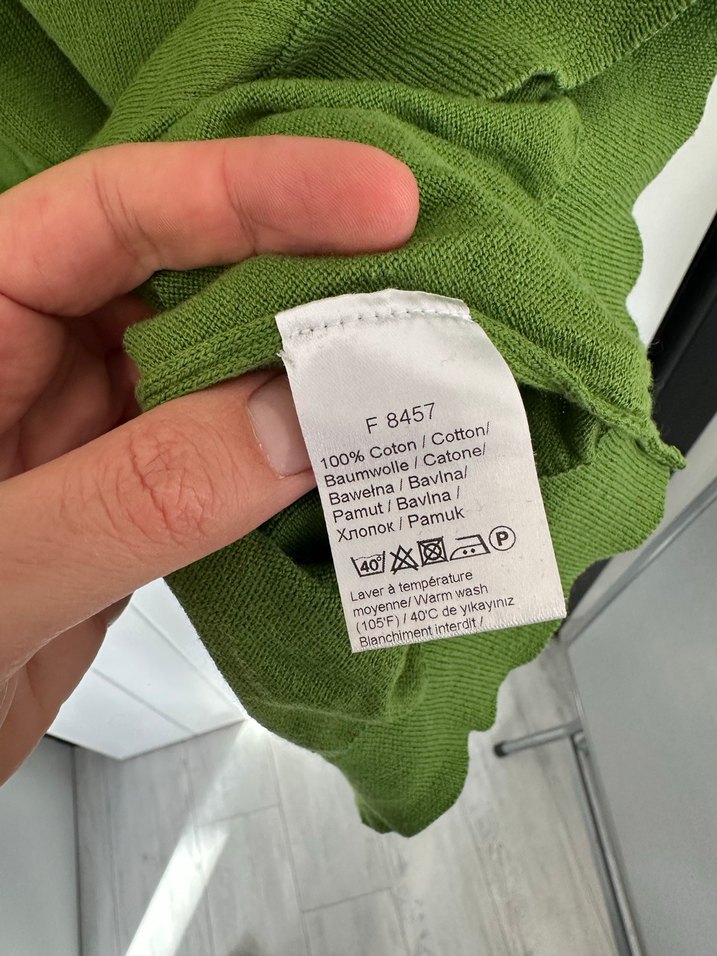 F 8457
100% Coton / Cotton/
Baumwolle / Catone/
Bawełna / Bavlna/
Pamut / Bavlna /
Хлопок / Pamuk
40° P
Laver à température
moyenne/ Warm wash
(105'F) / 40'C de yıkayınız
Blanchiment interdit /